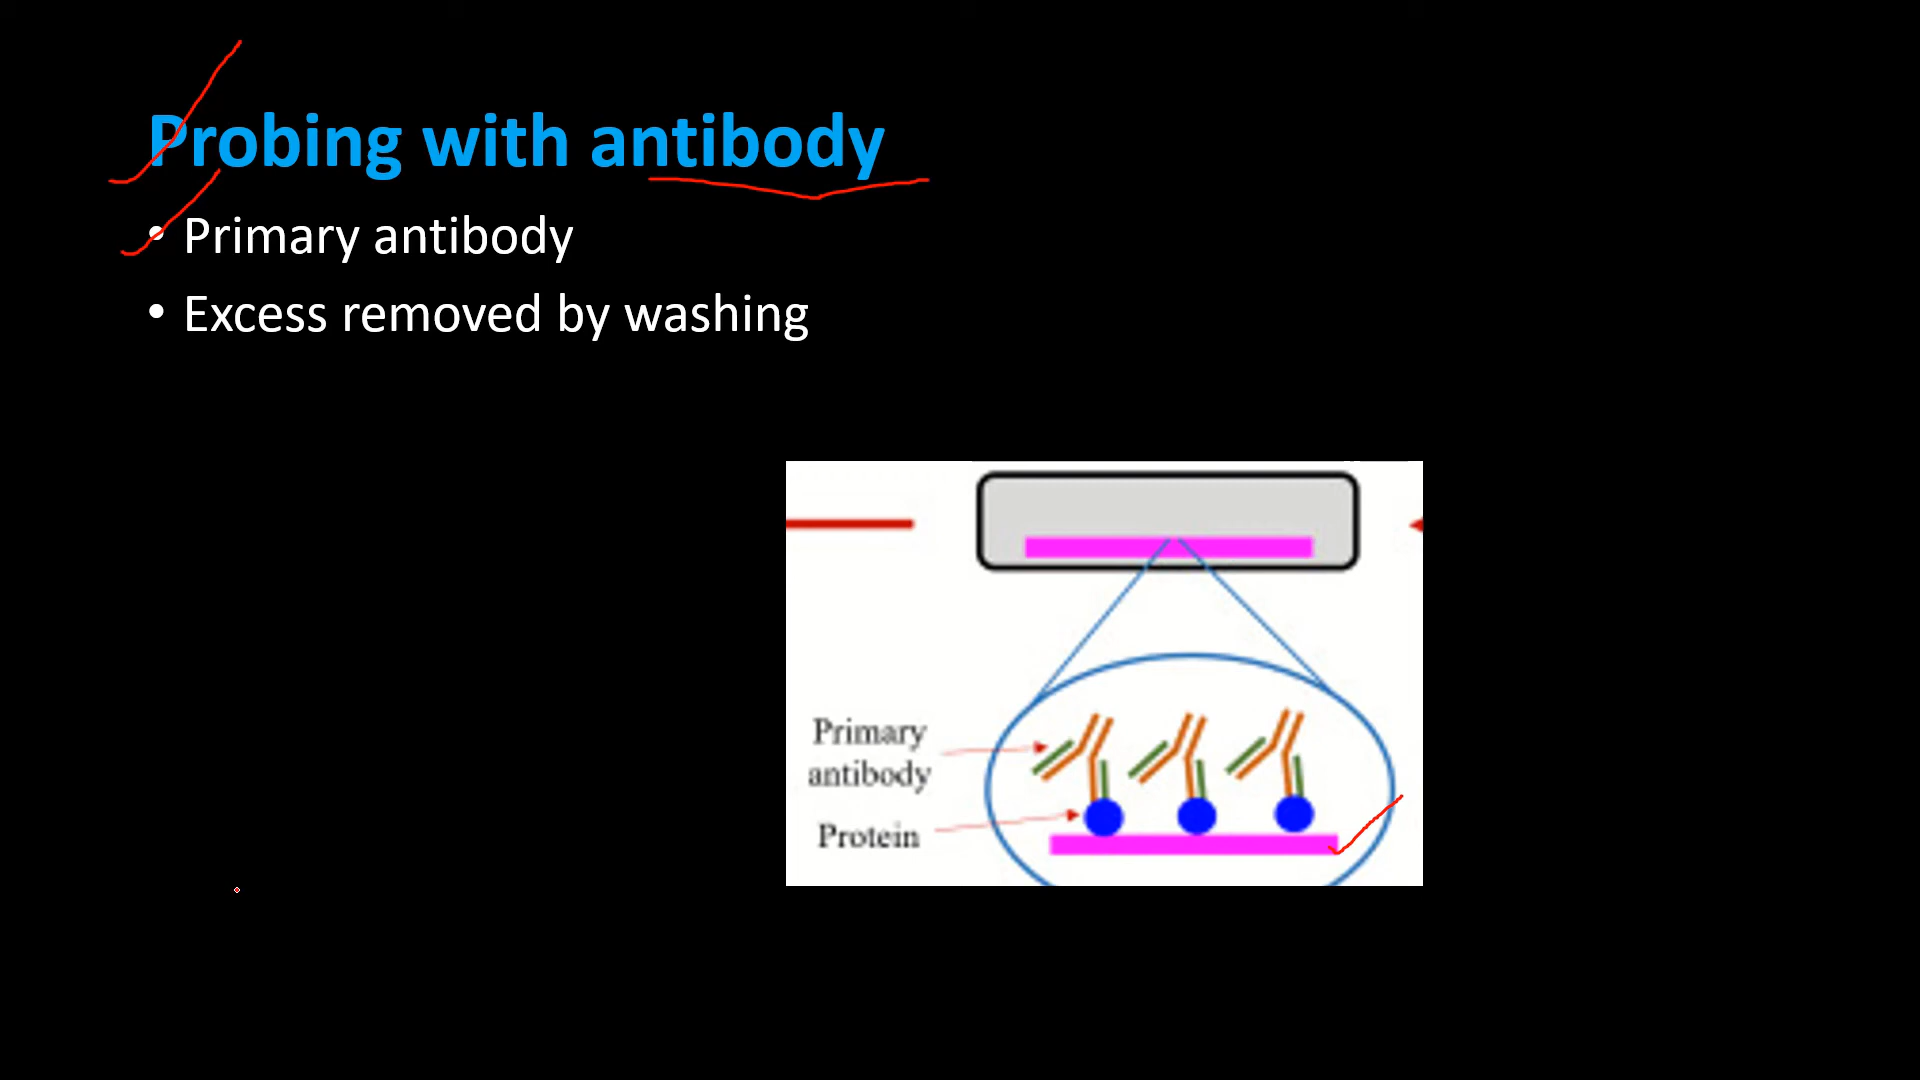 Probing with antibody
• Primary antibody
• Excess removed by washing
Primary
antibody
Protein